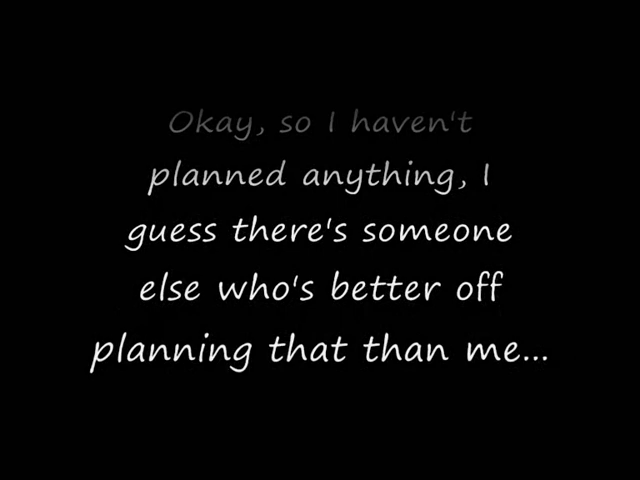 Okay, so I haven't
planned anything, I
guess there's someone
else who's better off
planning that than me...